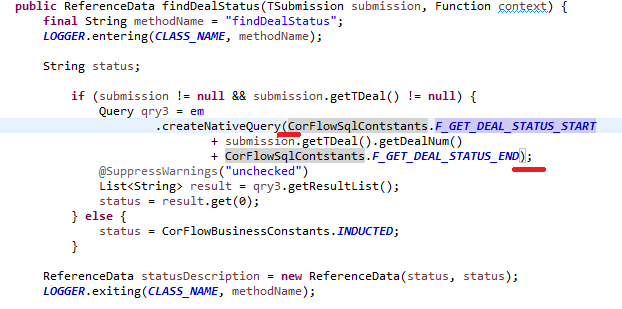 public ReferenceData findDealStatus(TSubmission submission, Function context) {
final String methodName = "findDealStatus";
LOGGER.entering(CLASS_NAME, methodName);
String status;
if (submission != null && submission.getTDeal() != null) {
Query qry3 = em
.createNativeQuery(CorFlowSqlContstants.F_GET_DEAL_STATUS_START
+ submission.getTDeal().getDealNum()
+ CorFlowSqlContstants.F_GET_DEAL_STATUS_END);
@SuppressWarnings("unchecked")
List<String> result = qry3.getResultList();
status = result.get(0);
} else {
status = CorFlowBusinessConstants.INDUCTED;
}
ReferenceData statusDescription = new ReferenceData(status, status);
LOGGER.exiting(CLASS_NAME, methodName);